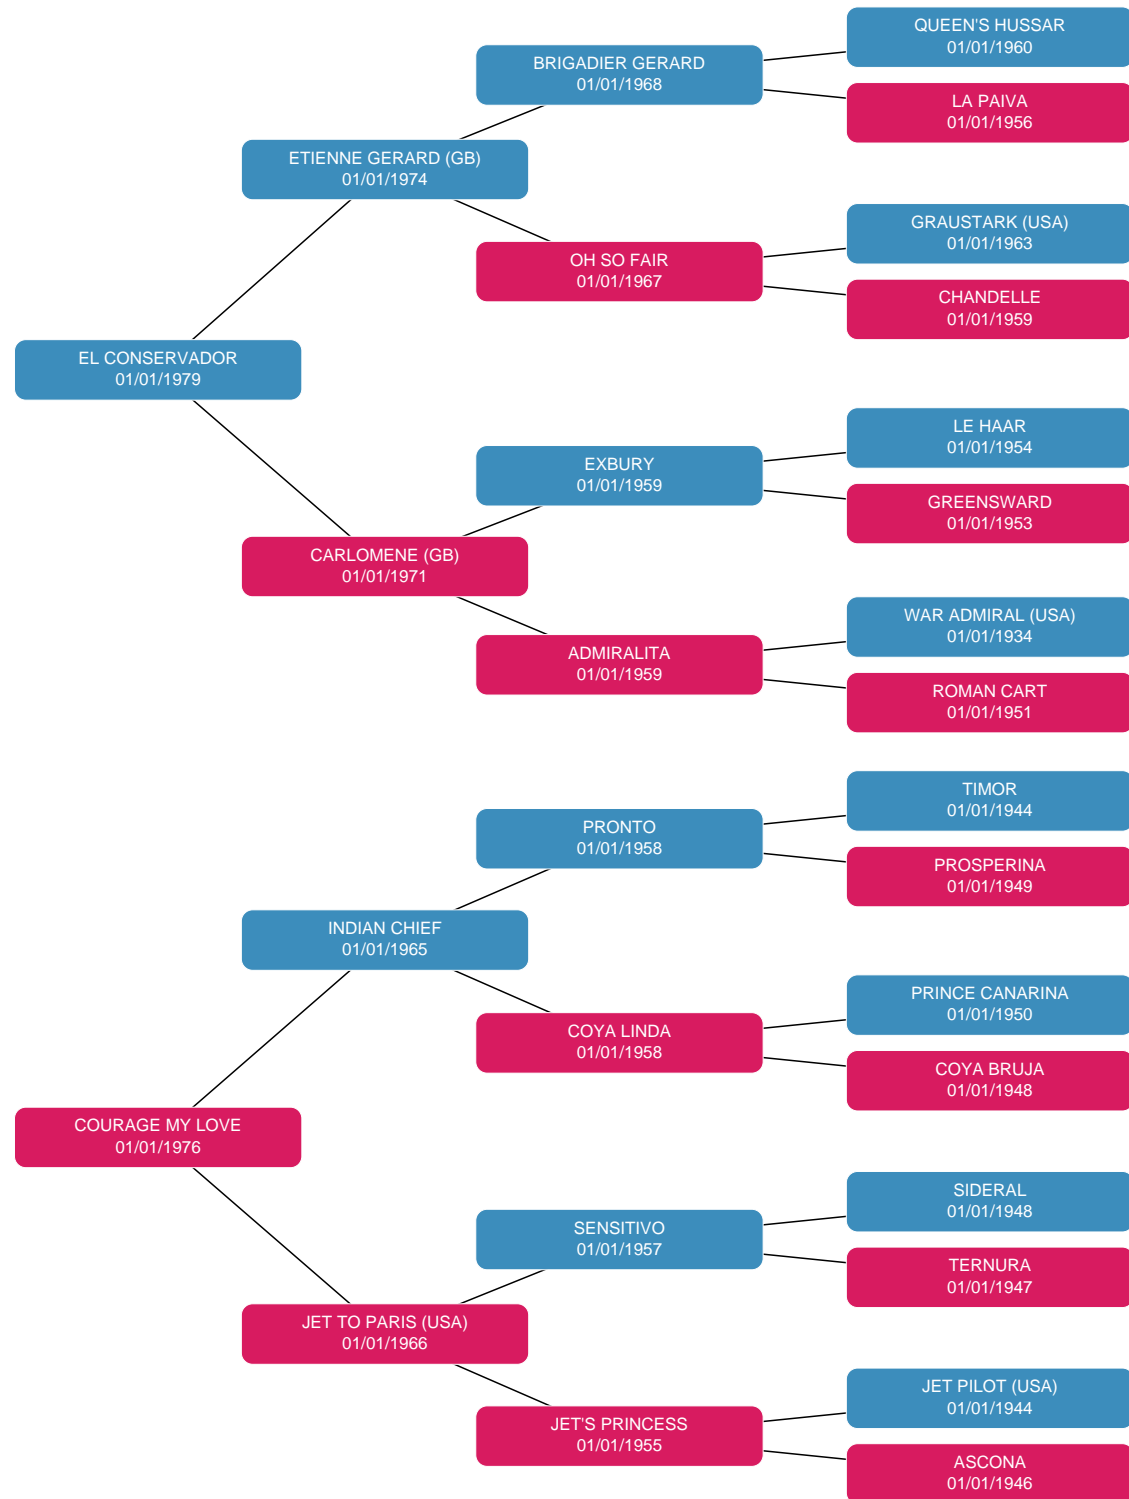 QUEEN'S HUSSAR
01/01/1960
BRIGADIER GERARD
01/01/1968
LA PAIVA
01/01/1956
ETIENNE GERARD (GB)
01/01/1974
GRAUSTARK (USA)
01/01/1963
OH SO FAIR
01/01/1967
CHANDELLE
01/01/1959
EL CONSERVADOR
01/01/1979
LE HAAR
01/01/1954
EXBURY
01/01/1959
GREENSWARD
01/01/1953
CARLOMENE (GB)
01/01/1971
WAR ADMIRAL (USA)
01/01/1934
ADMIRALITA
01/01/1959
ROMAN CART
01/01/1951
TIMOR
01/01/1944
PRONTO
01/01/1958
PROSPERINA
01/01/1949
INDIAN CHIEF
01/01/1965
PRINCE CANARINA
01/01/1950
COYA LINDA
01/01/1958
COYA BRUJA
01/01/1948
COURAGE MY LOVE
01/01/1976
SIDERAL
01/01/1948
SENSITIVO
01/01/1957
TERNURA
01/01/1947
JET TO PARIS (USA)
01/01/1966
JET PILOT (USA)
01/01/1944
JET'S PRINCESS
01/01/1955
ASCONA
01/01/1946